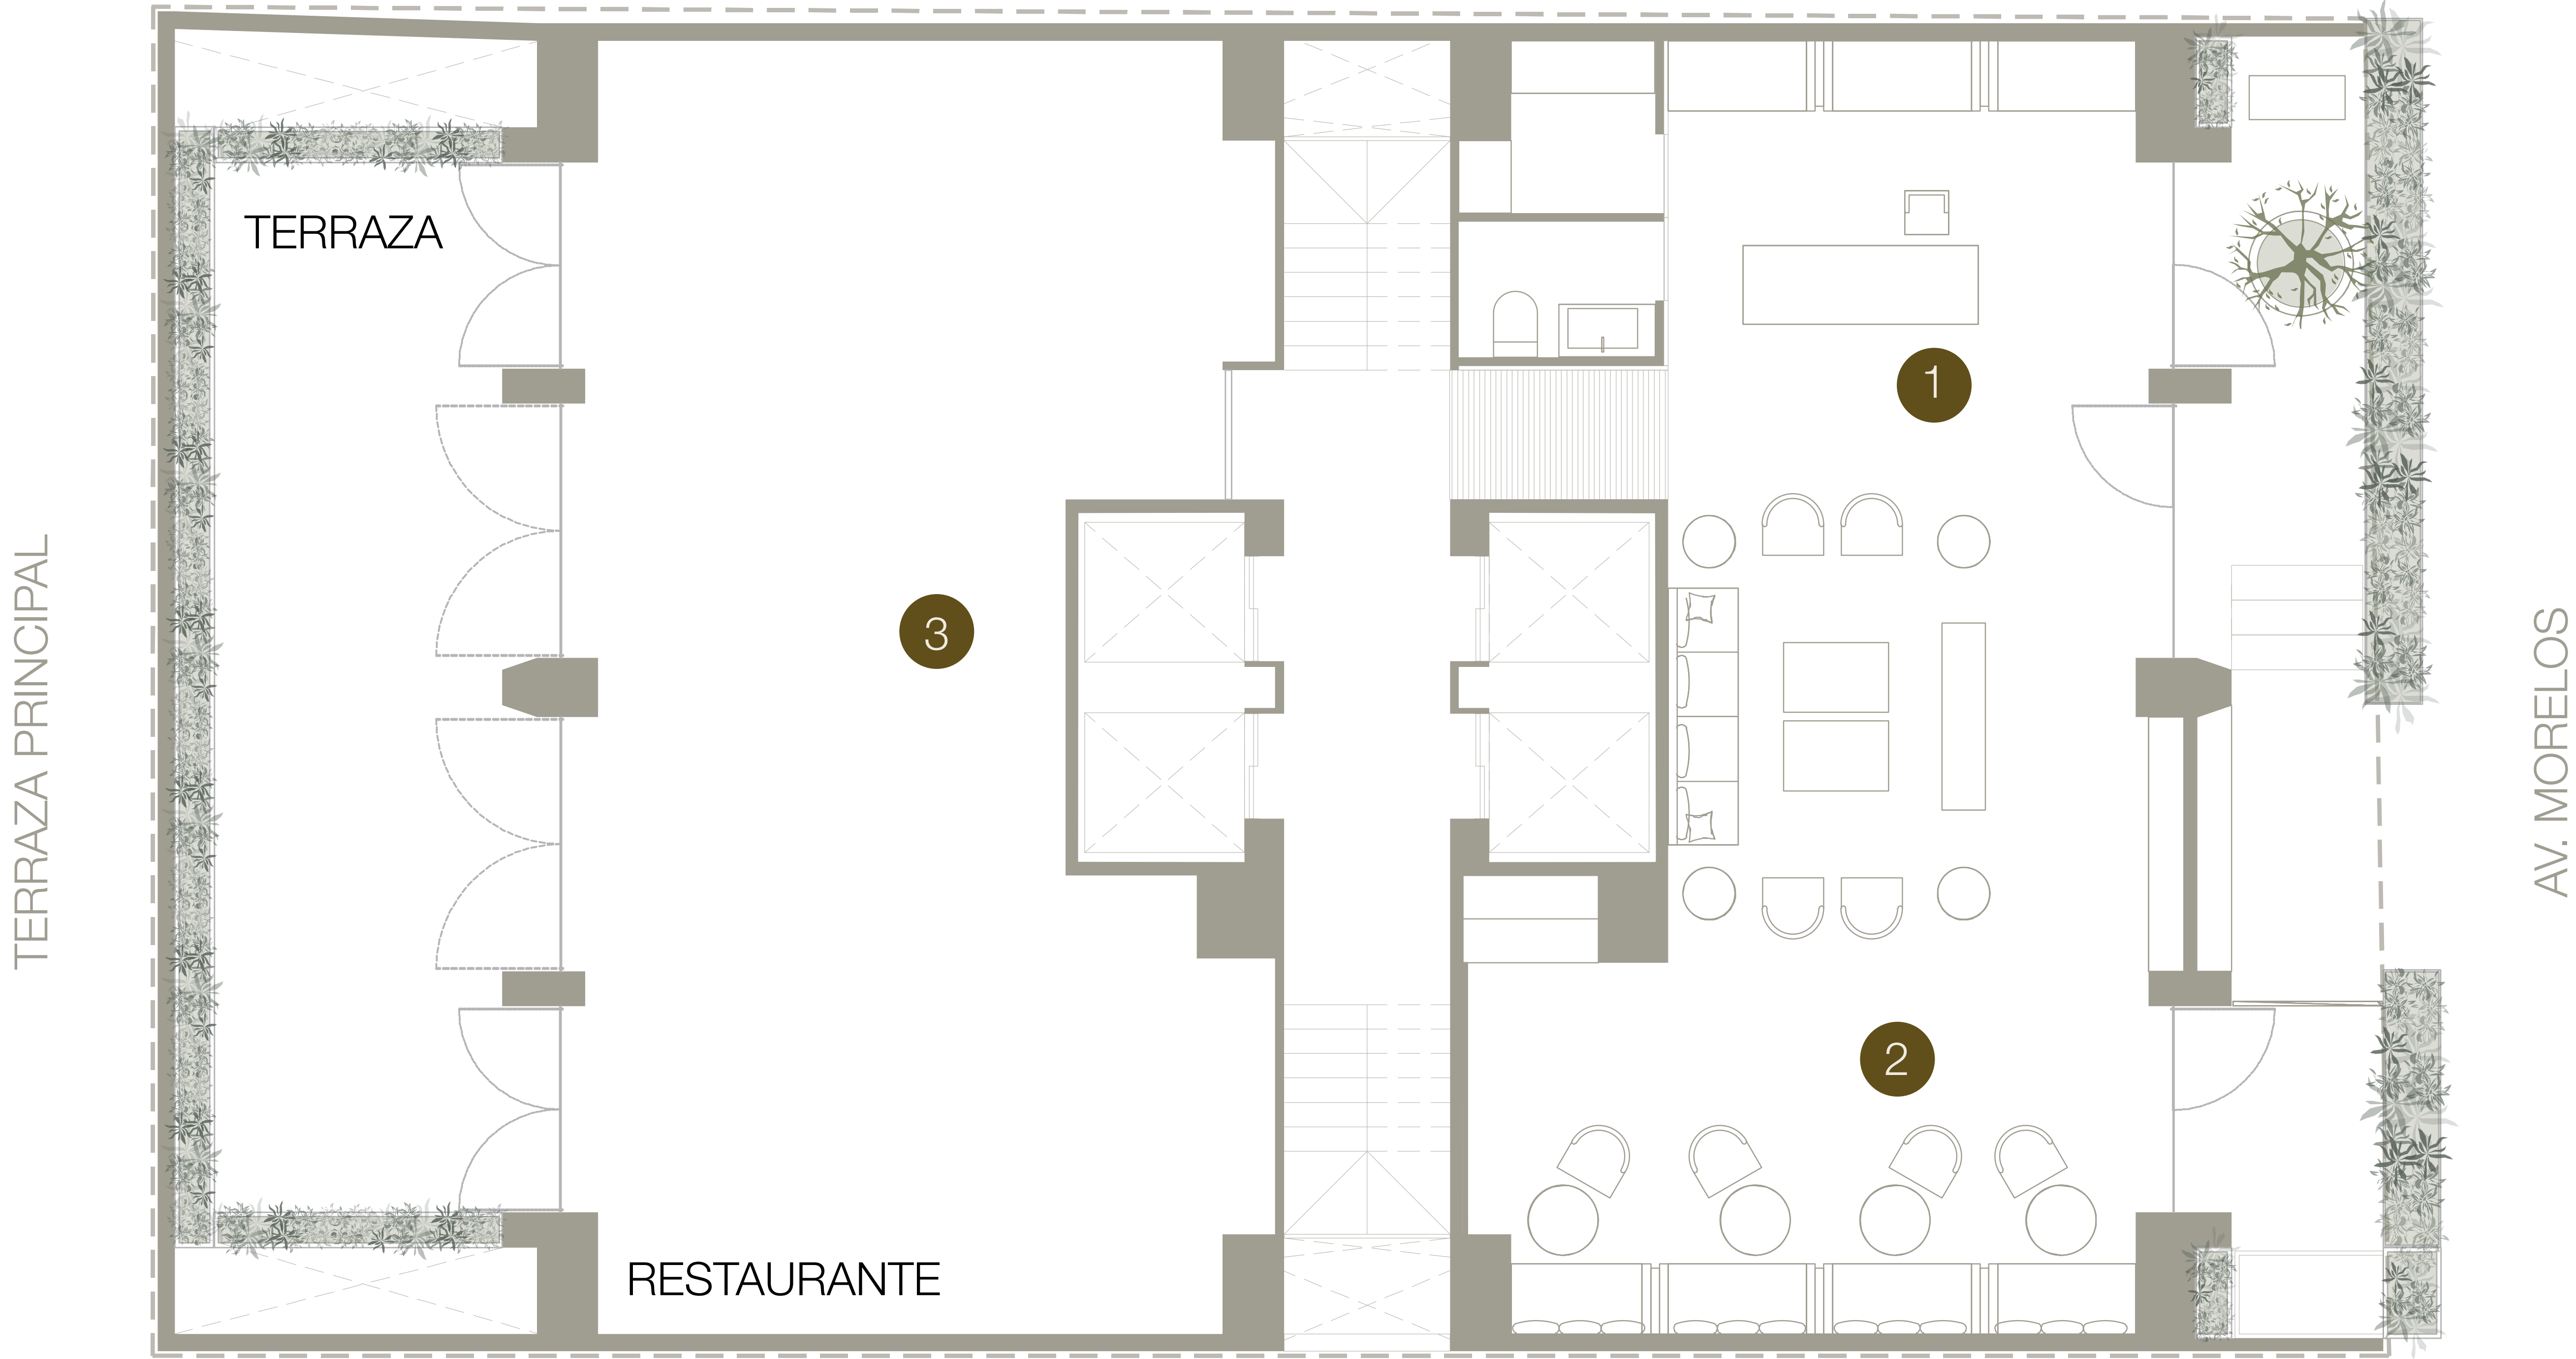 TERRAZA
1
TERRAZA PRINCIPAL
3
AV. MORELOS
2
RESTAURANTE